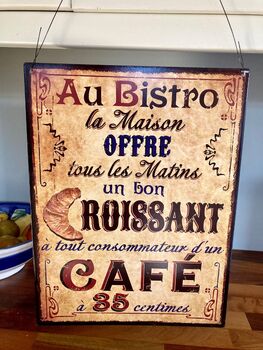 Au Bistro
la Maison
OFFRE
tous les Matins
un bon
CROISSANT
a tout consommateur d'un
CAFÉ
à 35 centimes